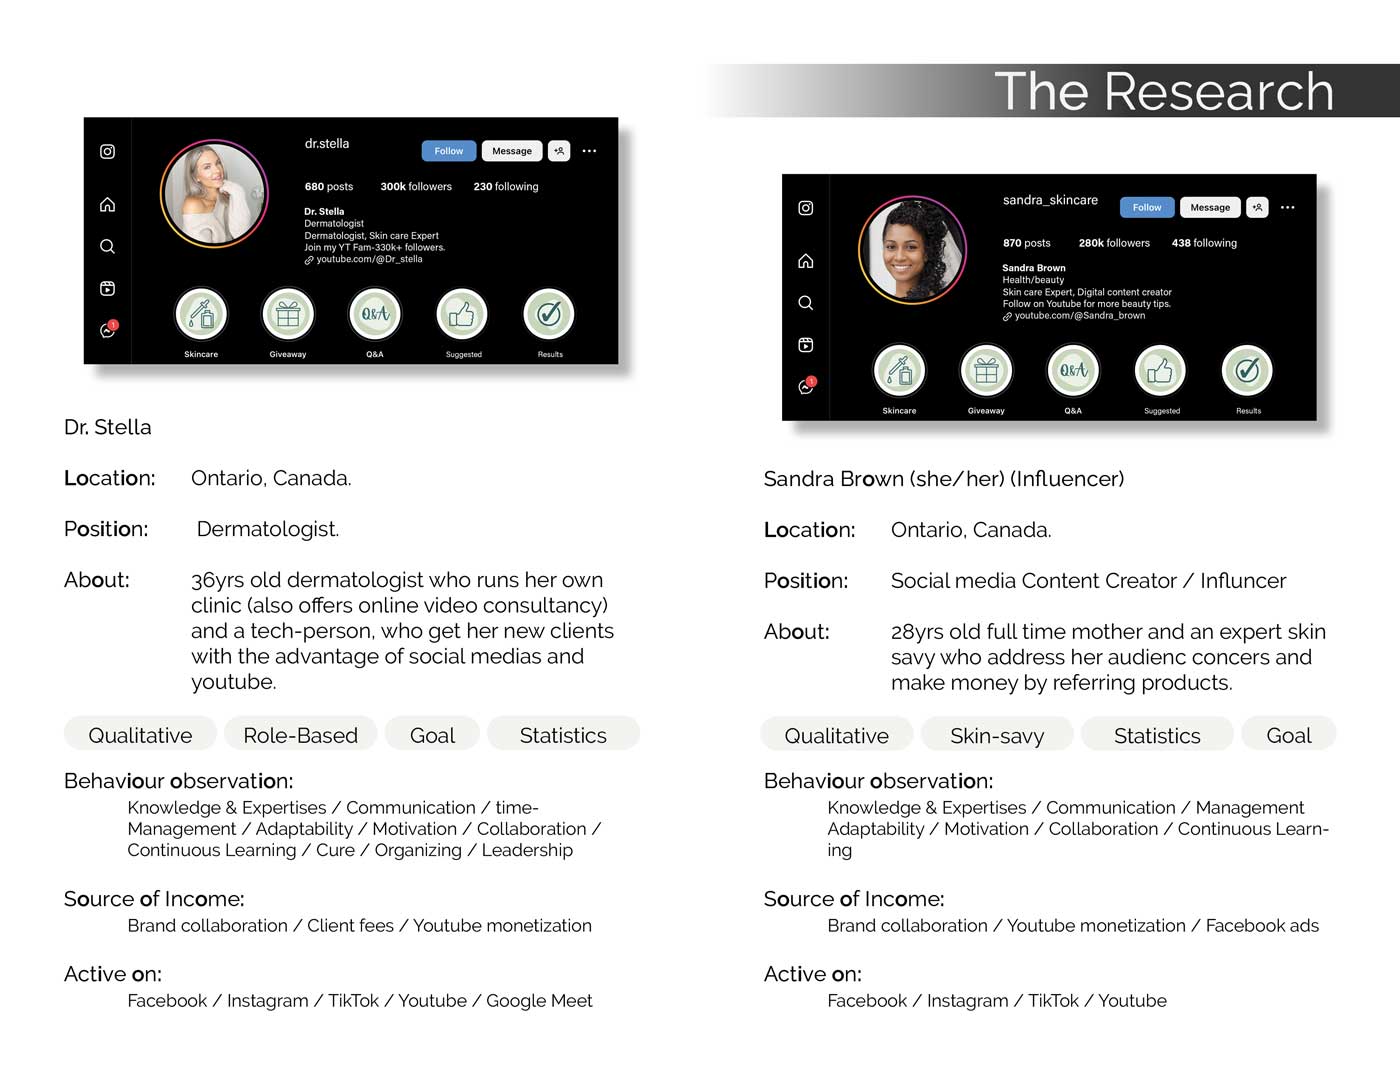 The Research
dr.stella
Follow
Message
680 posts
300k followers
230 following
Dr. Stella
Dermatologist
Dermatologist, Skin care Expert
Join my YT Fam-330k+ followers.
youtube.com/@Dr_stella
1
Skincare
Giveaway
Q&A
Q&A
Suggested
Results
Dr. Stella
Location: Ontario, Canada.
Position: Dermatologist.
About: 36yrs old dermatologist who runs her own
clinic (also offers online video consultancy)
and a tech-person, who get her new clients
with the advantage of social medias and
youtube.
Qualitative
Role-Based
Goal
Statistics
Behaviour observation:
Knowledge & Expertises / Communication / time-
Management / Adaptability / Motivation / Collaboration /
Continuous Learning / Cure / Organizing / Leadership
Source of Income:
Brand collaboration / Client fees / Youtube monetization
Active on:
Facebook / Instagram / TikTok / Youtube / Google Meet
sandra_skincare
Follow
Message
870 posts
280k followers
438 following
Sandra Brown
Health/beauty
Skin care Expert, Digital content creator
Follow on Youtube for more beauty tips.
youtube.com/@Sandra_brown
1
Skincare
Giveaway
Q&A
Q&A
Suggested
Results
Sandra Brown (she/her) (Influencer)
Location: Ontario, Canada.
Position: Social media Content Creator / Influncer
About: 28yrs old full time mother and an expert skin
savy who address her audienc concers and
make money by referring products.
Qualitative
Skin-savy
Statistics
Goal
Behaviour observation:
Knowledge & Expertises / Communication / Management
Adaptability / Motivation / Collaboration / Continuous Learn-
ing
Source of Income:
Brand collaboration / Youtube monetization / Facebook ads
Active on:
Facebook / Instagram / TikTok / Youtube